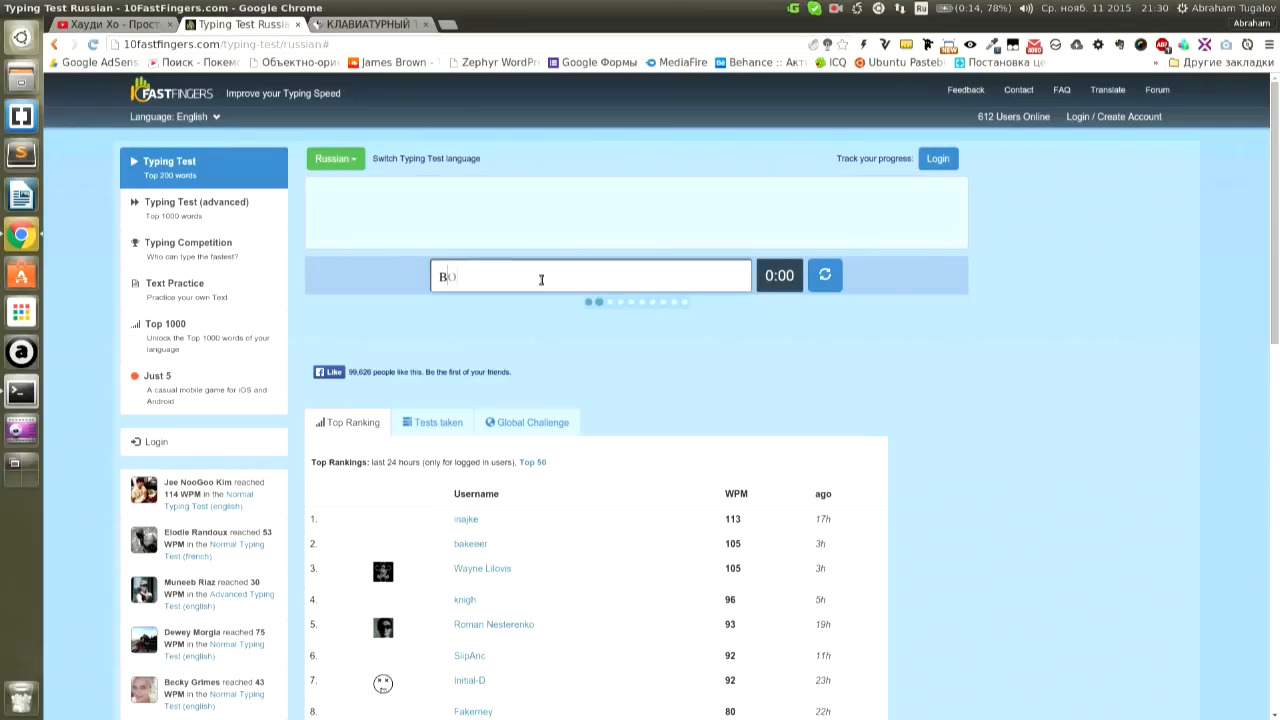 Typing Test Russian - Google Chrome
Ru
(0:14, 78%)
Ср. нояб. 11 2015 21:30
Abraham Tugalov
Хауди Хо - Прост
Typing Test Russia
КЛАВИАТУРНЫЙ
Abraham
10fastfingers.com/typing-test/russian#
Google AdSens
Поиск - Покемо
Объектно-ори
James Brown -
Zephyr WordPr
Google Формы
MediaFire
Behance :: Акт
ICQ
Ubuntu Pasteb
Постановка це
»
Другие закладки
10FASTFINGERS
Improve your Typing Speed
Feedback
Contact
FAQ
Translate
Forum
Language: English
612 Users Online
Login / Create Account
Typing Test
Top 200 words
Typing Test (advanced)
Top 1000 words
Typing Competition
Who can type the fastest?
Text Practice
Practice your own Text
Top 1000
Unlock the Top 1000 words of your
language
Just 5
A casual mobile game for iOS and
Android
Login
Jee NooGoo Kim reached
114 WPM in the Normal
Typing Test (english)
Elodie Randoux reached 53
WPM in the Normal Typing
Test (french)
Muneeb Riaz reached 30
WPM in the Advanced Typing
Test (english)
Dewey Morgia reached 75
WPM in the Normal Typing
Test (english)
Becky Grimes reached 43
WPM in the Normal Typing
Test (english)
Russian
Switch Typing Test language
Track your progress:
Login
ВО
0:00
Like
99,626 people like this. Be the first of your friends.
Top Ranking
Tests taken
Global Challenge
Top Rankings: last 24 hours (only for logged in users), Top 50
Username WPM ago
1. inajke 113 17h
2. bakeeer 105 3h
3. Wayne Lilovis 105 3h
4. knigh 96 5h
5. Roman Nesterenko 93 19h
6. SlipAnc 92 11h
7. Initial-D 92 23h
8. Fakerney 80 22h